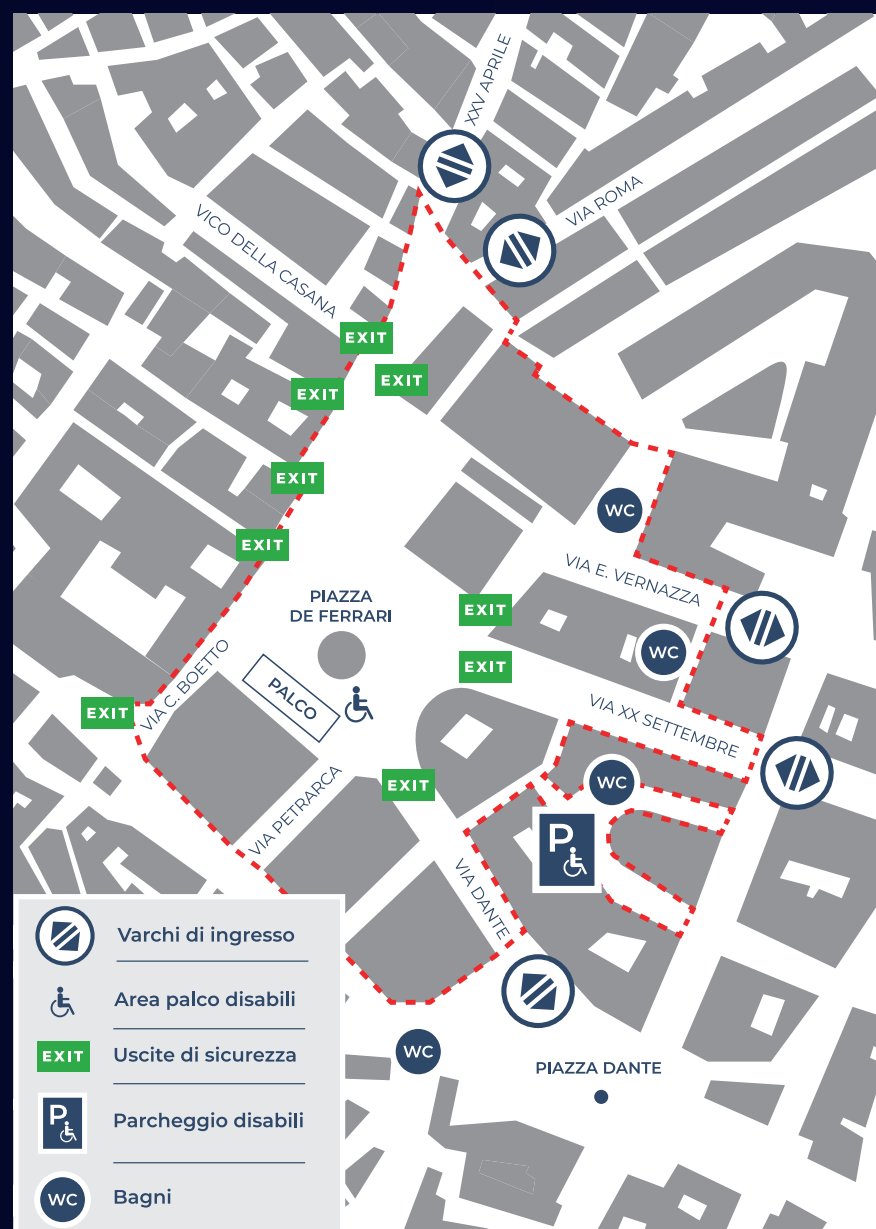 XXV APRILE
VIA ROMA
VICO DELLA CASANA
EXIT
EXIT
EXIT
EXIT
WC
EXIT
VIA E. VERNAZZA
PIAZZA
DE FERRARI
EXIT
WC
EXIT
VIA C. BOETTO
PALCO
EXIT
VIA XX SETTEMBRE
WC
EXIT
VIA PETRARCA
P
VIA DANTE
Varchi di ingresso
Area palco disabili
EXIT Uscite di sicurezza
P Parcheggio disabili
WC Bagni
WC
PIAZZA DANTE